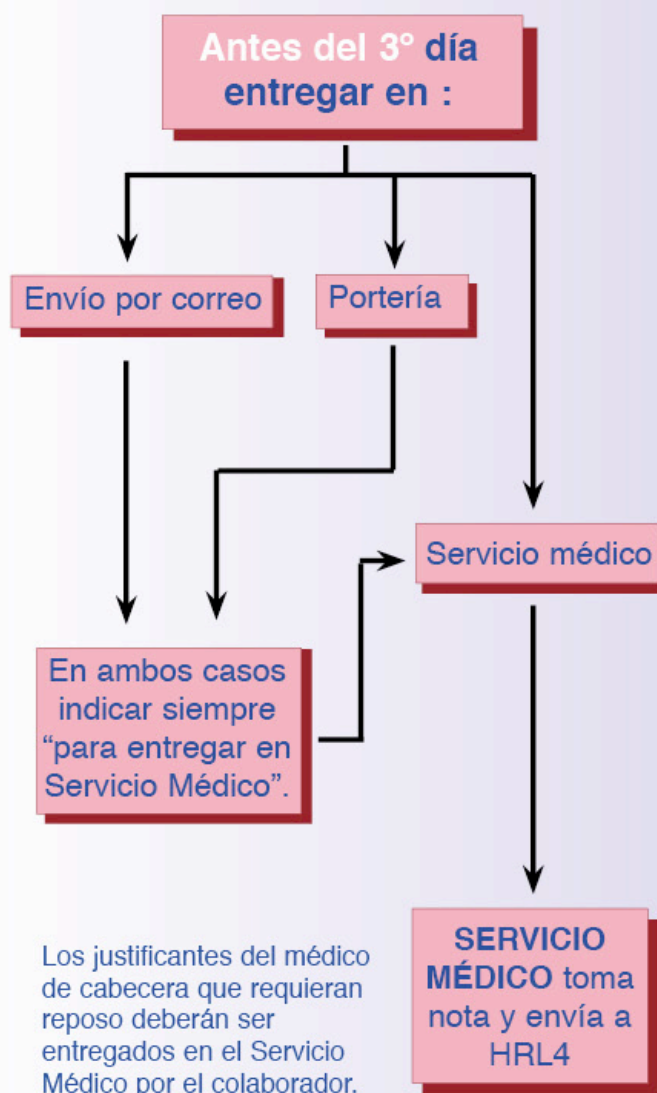 Antes del 3º día
entregar en :
Envío por correo
Portería
Servicio médico
En ambos casos
indicar siempre
“para entregar en
Servicio Médico”.
Los justificantes del médico
de cabecera que requieran
reposo deberán ser
entregados en el Servicio
Médico por el colaborador.
SERVICIO
MÉDICO toma
nota y envía a
HRL4